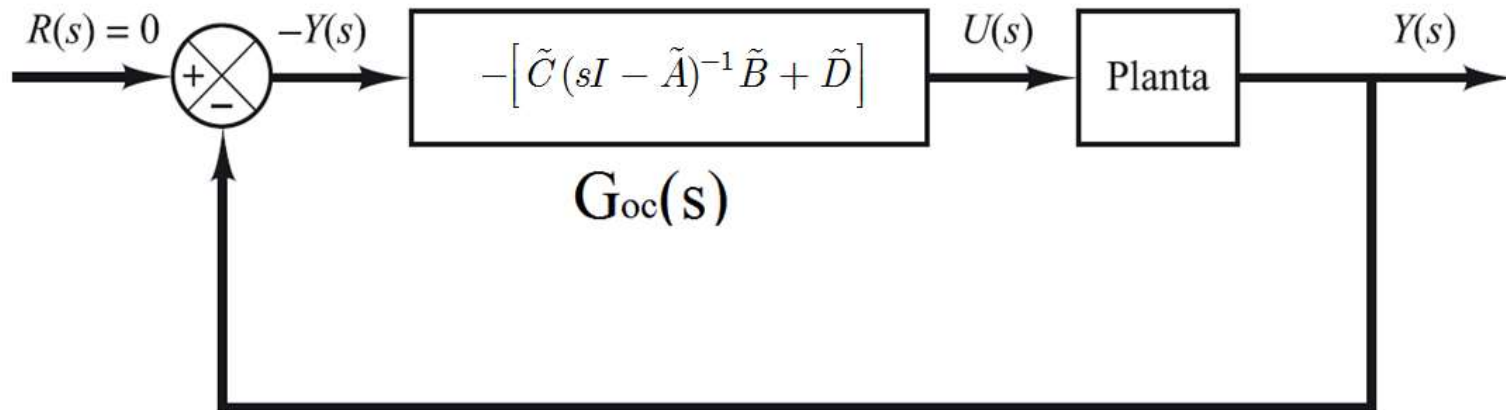 R(s) = 0
−Y(s)
−[ C̃ (sI − Ã)⁻¹ B̃ + D̃ ]
U(s)
Planta
Y(s)
+
−
Goc(s)